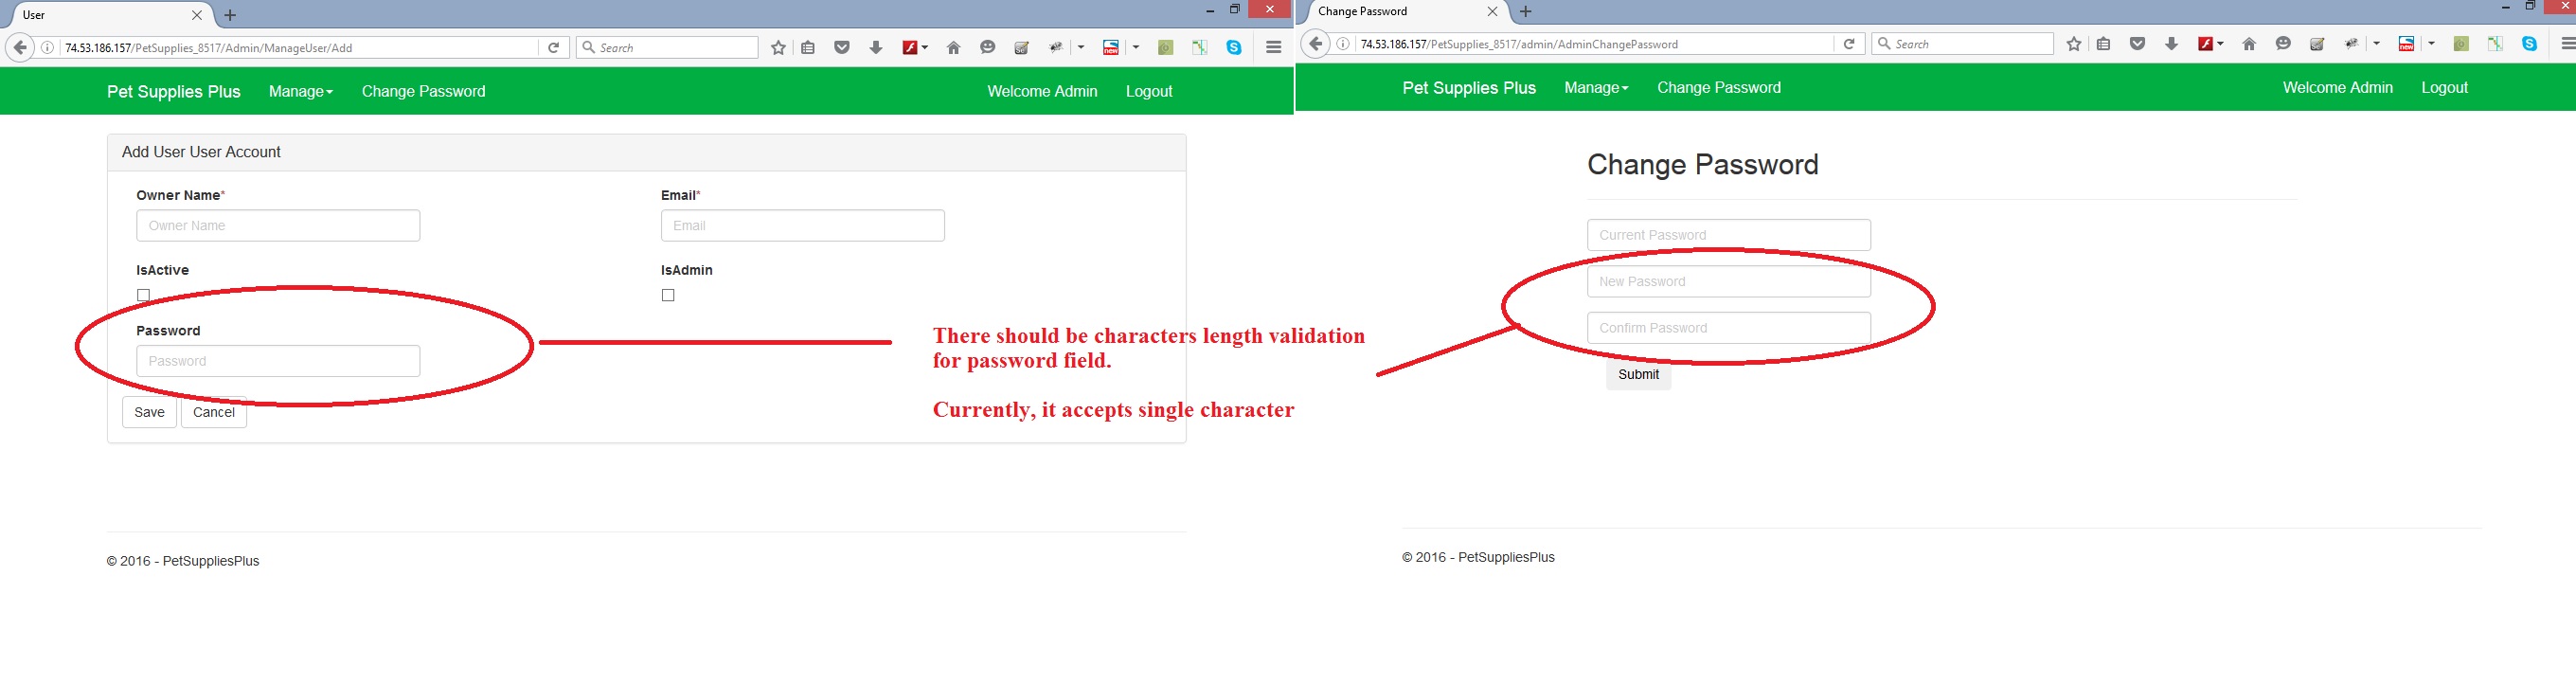 User
74.53.186.157/PetSupplies_8517/Admin/ManageUser/Add
Search
Pet Supplies Plus Manage Change Password Welcome Admin Logout
Add User User Account
Owner Name* Email*
Owner Name Email
IsActive IsAdmin
Password
Password
Save Cancel
© 2016 - PetSuppliesPlus
There should be characters length validation
for password field.
Currently, it accepts single character
Change Password
74.53.186.157/PetSupplies_8517/admin/AdminChangePassword
Search
Pet Supplies Plus Manage Change Password Welcome Admin Logout
Change Password
Current Password
New Password
Confirm Password
Submit
© 2016 - PetSuppliesPlus